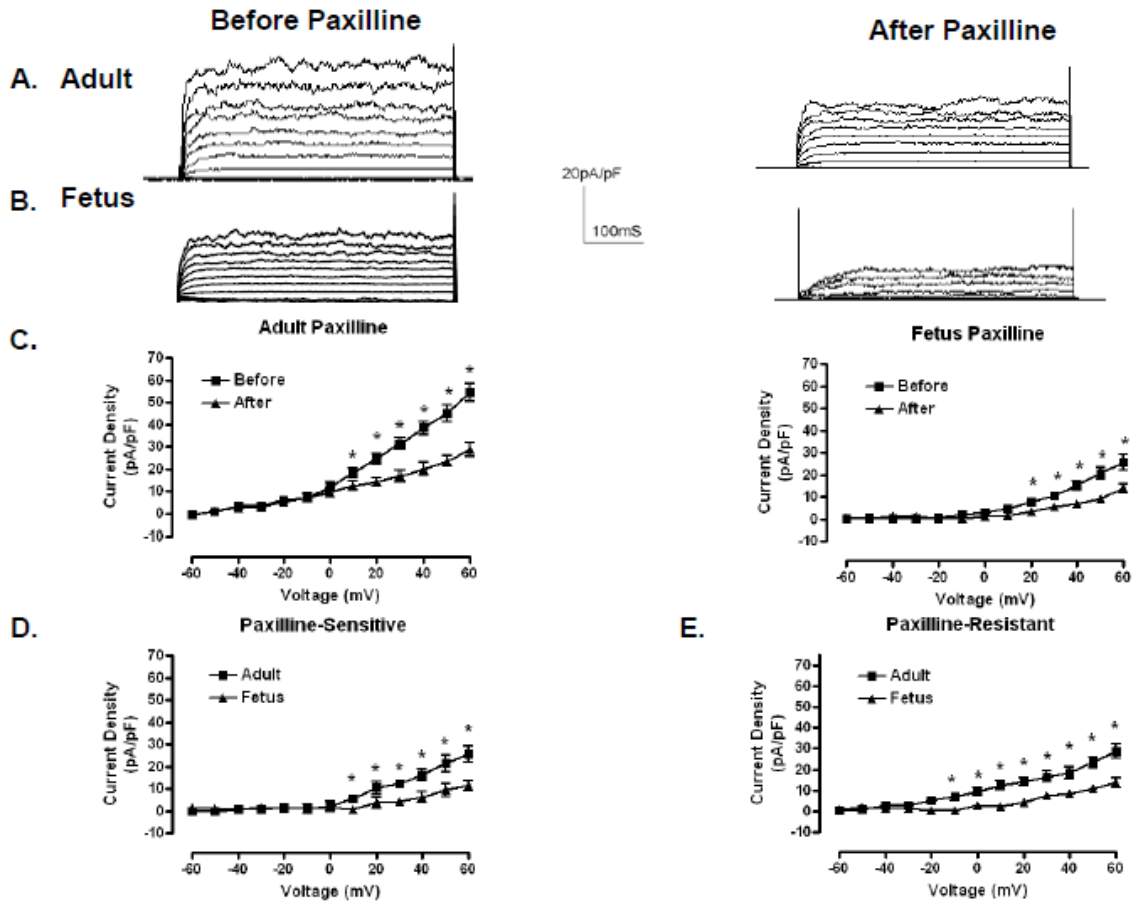 Before Paxilline
After Paxilline
A. Adult
20pA/pF
100mS
B. Fetus
C.
Adult Paxilline
Current Density
(pA/pF)
70
60
50
40
30
20
10
0
-10
Before
After
*
*
*
*
*
*
-60 -40 -20 0 20 40 60
Voltage (mV)
Fetus Paxilline
Current Density
(pA/pF)
70
60
50
40
30
20
10
0
-10
Before
After
*
*
*
*
*
-60 -40 -20 0 20 40 60
Voltage (mV)
D.
Paxilline-Sensitive
Current Density
(pA/pF)
70
60
50
40
30
20
10
0
-10
Adult
Fetus
*
*
*
*
*
*
-60 -40 -20 0 20 40 60
Voltage (mV)
E.
Paxilline-Resistant
Current Density
(pA/pF)
70
60
50
40
30
20
10
0
-10
Adult
Fetus
*
*
*
*
*
*
*
*
-60 -40 -20 0 20 40 60
Voltage (mV)